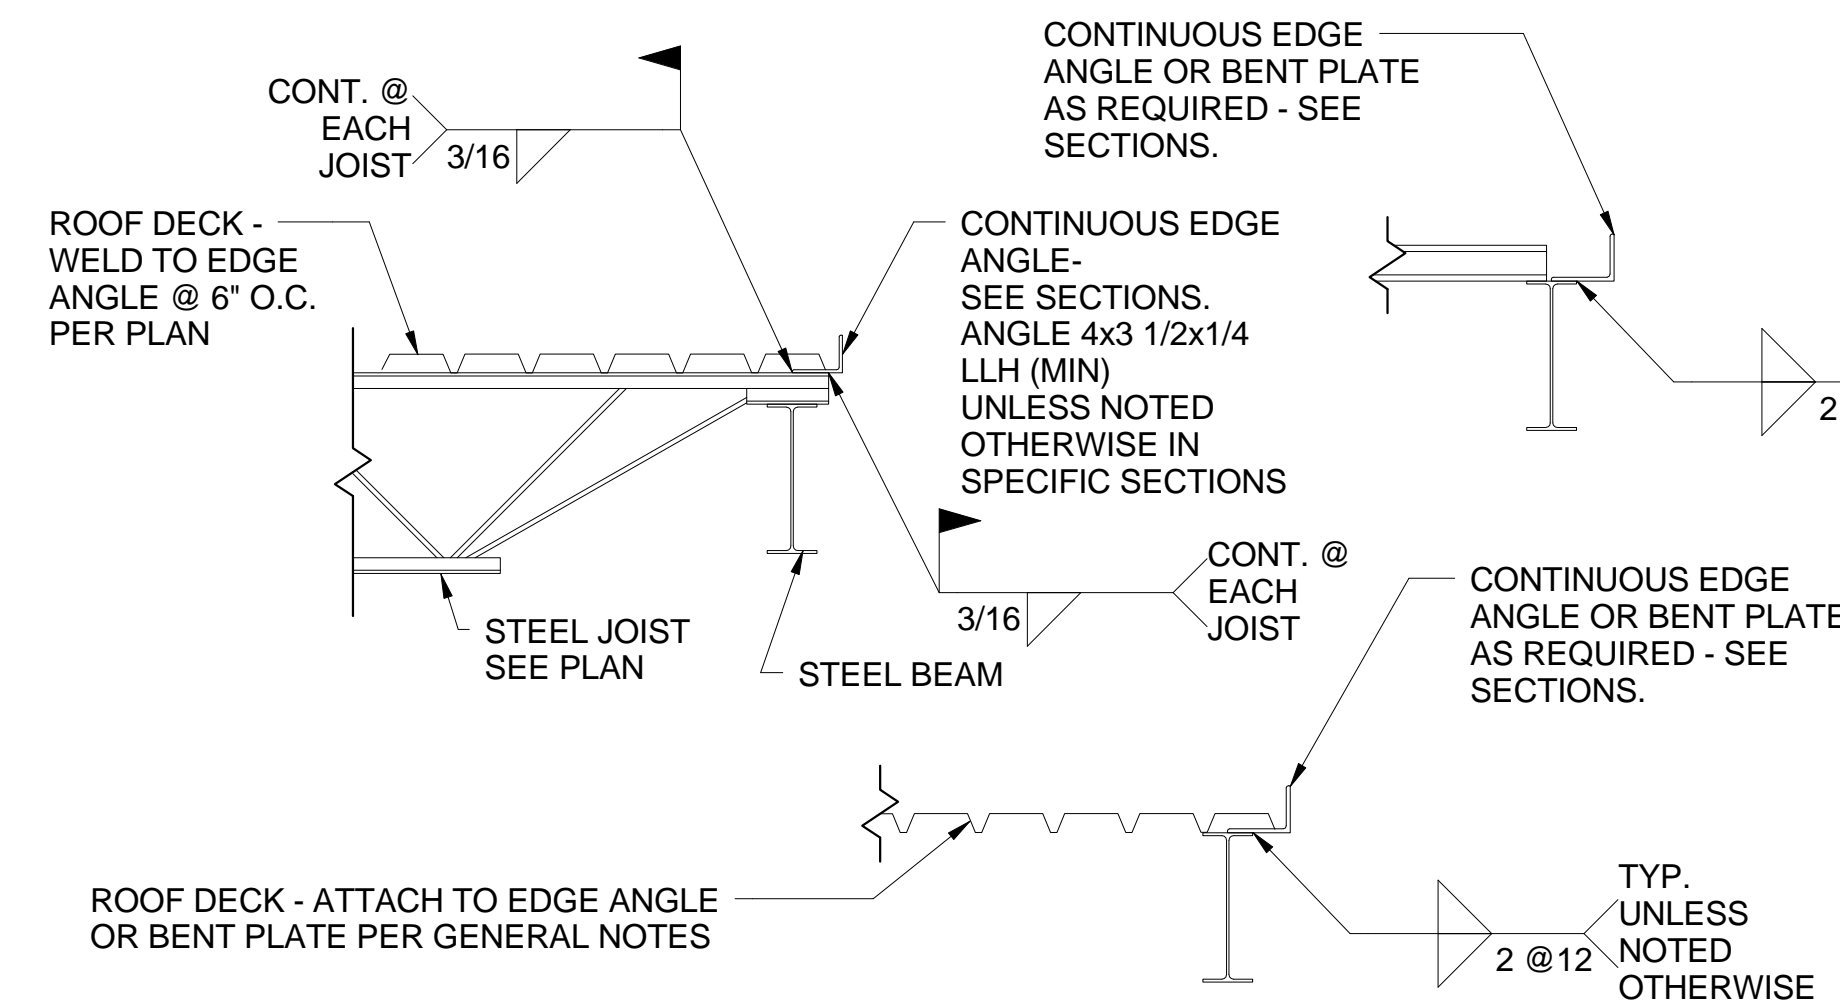 CONT. @
EACH
JOIST
3/16
ROOF DECK -
WELD TO EDGE
ANGLE @ 6" O.C.
PER PLAN
CONTINUOUS EDGE
ANGLE-
SEE SECTIONS.
ANGLE 4x3 1/2x1/4
LLH (MIN)
UNLESS NOTED
OTHERWISE IN
SPECIFIC SECTIONS
CONTINUOUS EDGE
ANGLE OR BENT PLATE
AS REQUIRED - SEE
SECTIONS.
2
3/16
CONT. @
EACH
JOIST
STEEL JOIST
SEE PLAN
STEEL BEAM
CONTINUOUS EDGE
ANGLE OR BENT PLATE
AS REQUIRED - SEE
SECTIONS.
ROOF DECK - ATTACH TO EDGE ANGLE
OR BENT PLATE PER GENERAL NOTES
2 @12
TYP.
UNLESS
NOTED
OTHERWISE